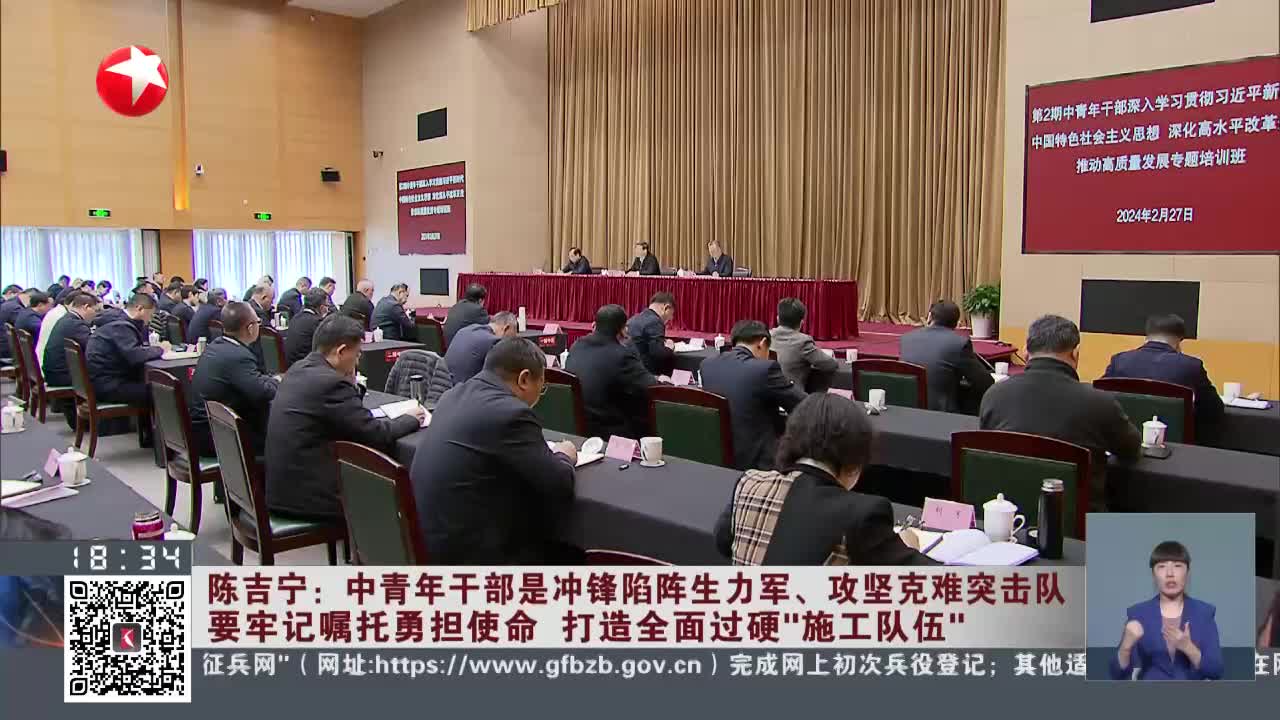 第2期中青年干部深入学习贯彻习近平新
中国特色社会主义思想 深化高水平改革
推动高质量发展专题培训班
2024年2月27日
18:34
陈吉宁：中青年干部是冲锋陷阵生力军、攻坚克难突击队
要牢记嘱托勇担使命 打造全面过硬"施工队伍"
征兵网"（网址:https://www.gfbzb.gov.cn）完成网上初次兵役登记；其他适
在网